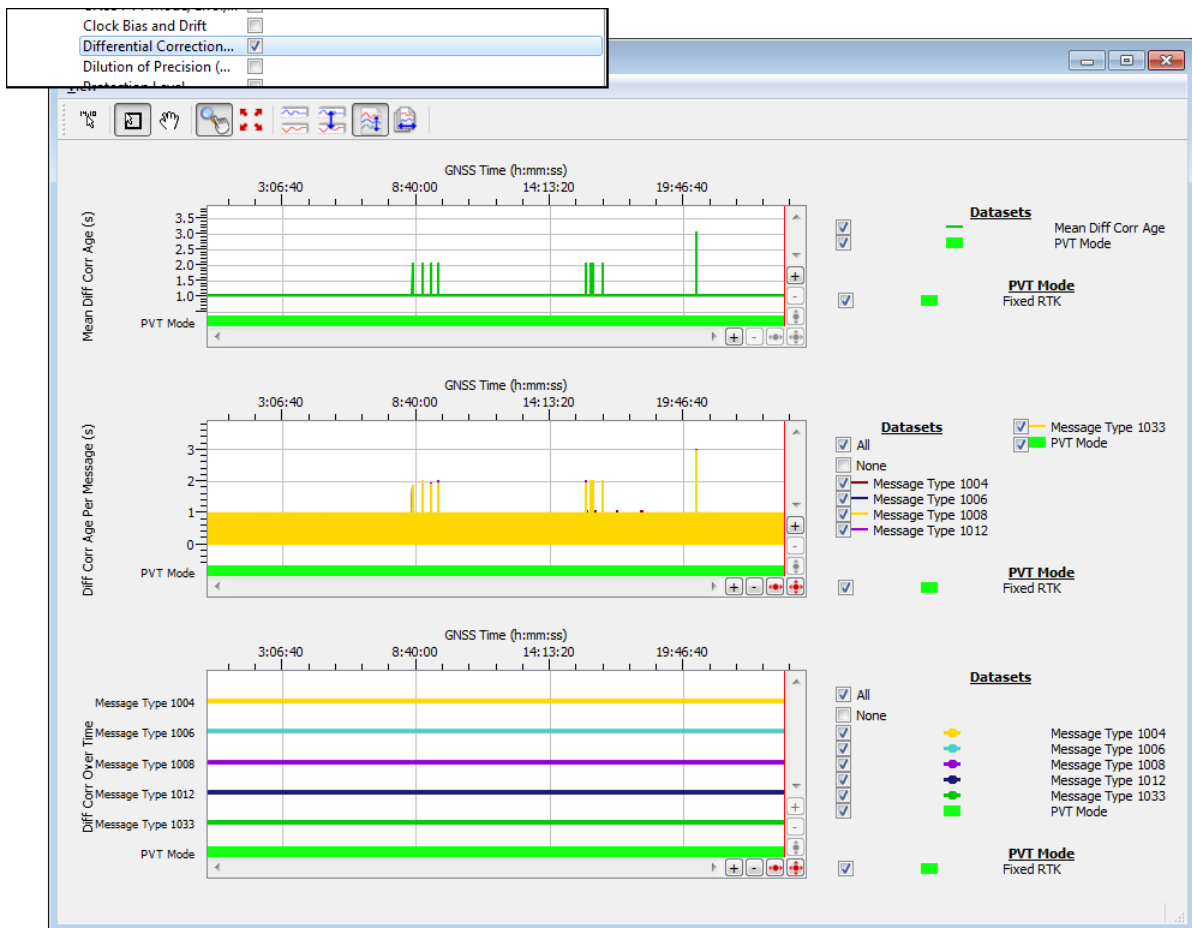 Clock Bias and Drift
Differential Correction...
Dilution of Precision (...
GNSS Time (h:mm:ss)
3:06:40 8:40:00 14:13:20 19:46:40
Mean Diff Corr Age (s)
3.5
3.0
2.5
2.0
1.5
1.0
PVT Mode
Datasets
Mean Diff Corr Age
PVT Mode
PVT Mode
Fixed RTK
GNSS Time (h:mm:ss)
3:06:40 8:40:00 14:13:20 19:46:40
Diff Corr Age Per Message (s)
3
2
1
0
PVT Mode
Datasets
All
None
Message Type 1004
Message Type 1006
Message Type 1008
Message Type 1012
Message Type 1033
PVT Mode
PVT Mode
Fixed RTK
GNSS Time (h:mm:ss)
3:06:40 8:40:00 14:13:20 19:46:40
Diff Corr Over Time
Message Type 1004
Message Type 1006
Message Type 1008
Message Type 1012
Message Type 1033
PVT Mode
Datasets
All
None
Message Type 1004
Message Type 1006
Message Type 1008
Message Type 1012
Message Type 1033
PVT Mode
PVT Mode
Fixed RTK